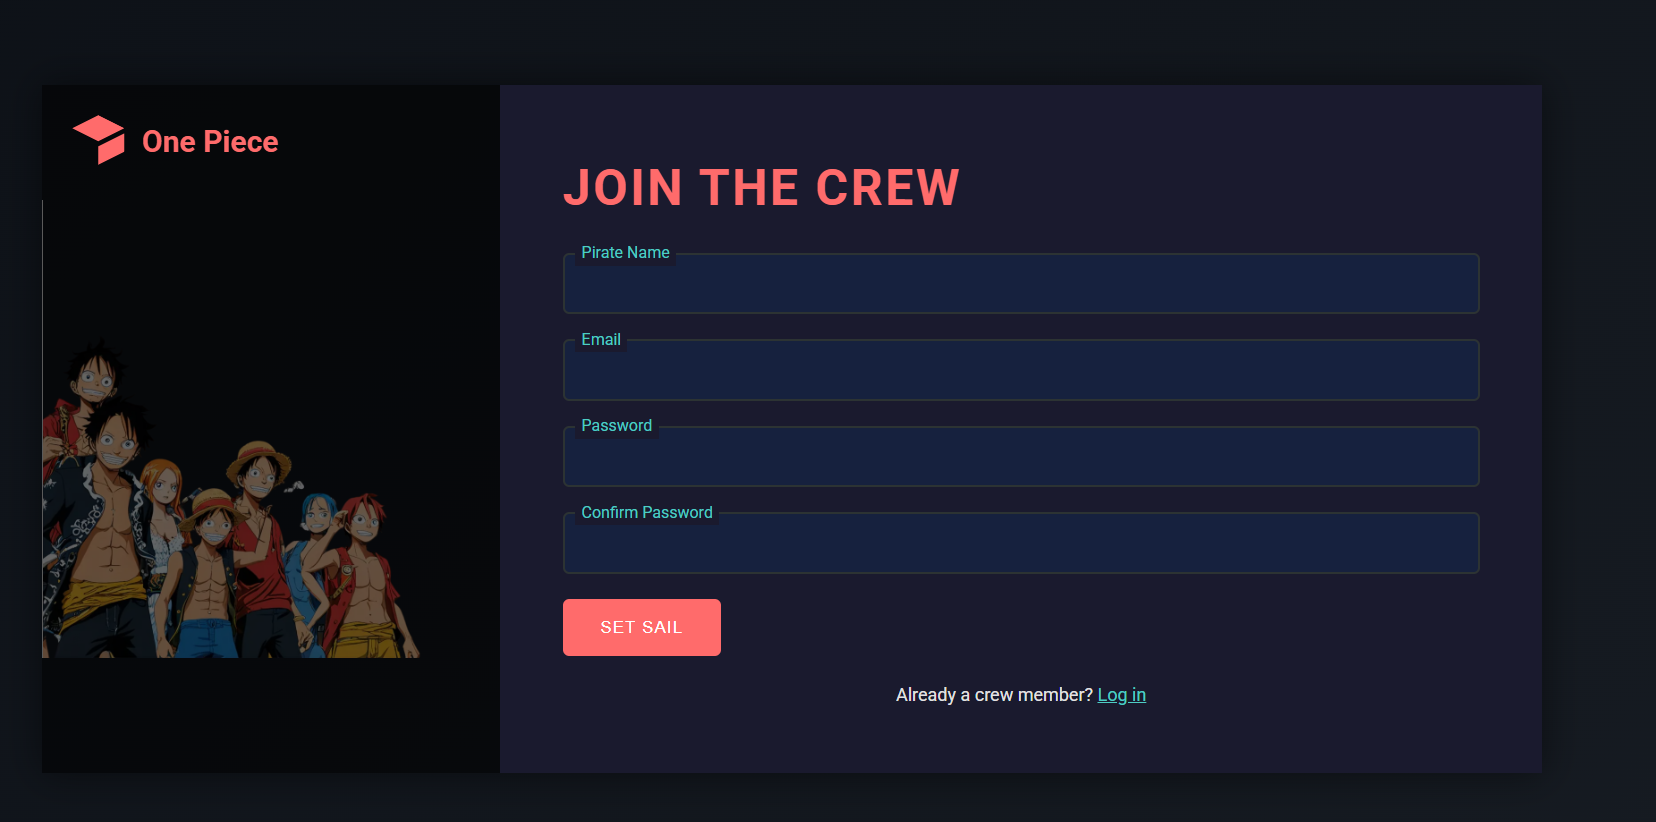 One Piece
JOIN THE CREW
Pirate Name
Email
Password
Confirm Password
SET SAIL
Already a crew member? Log in